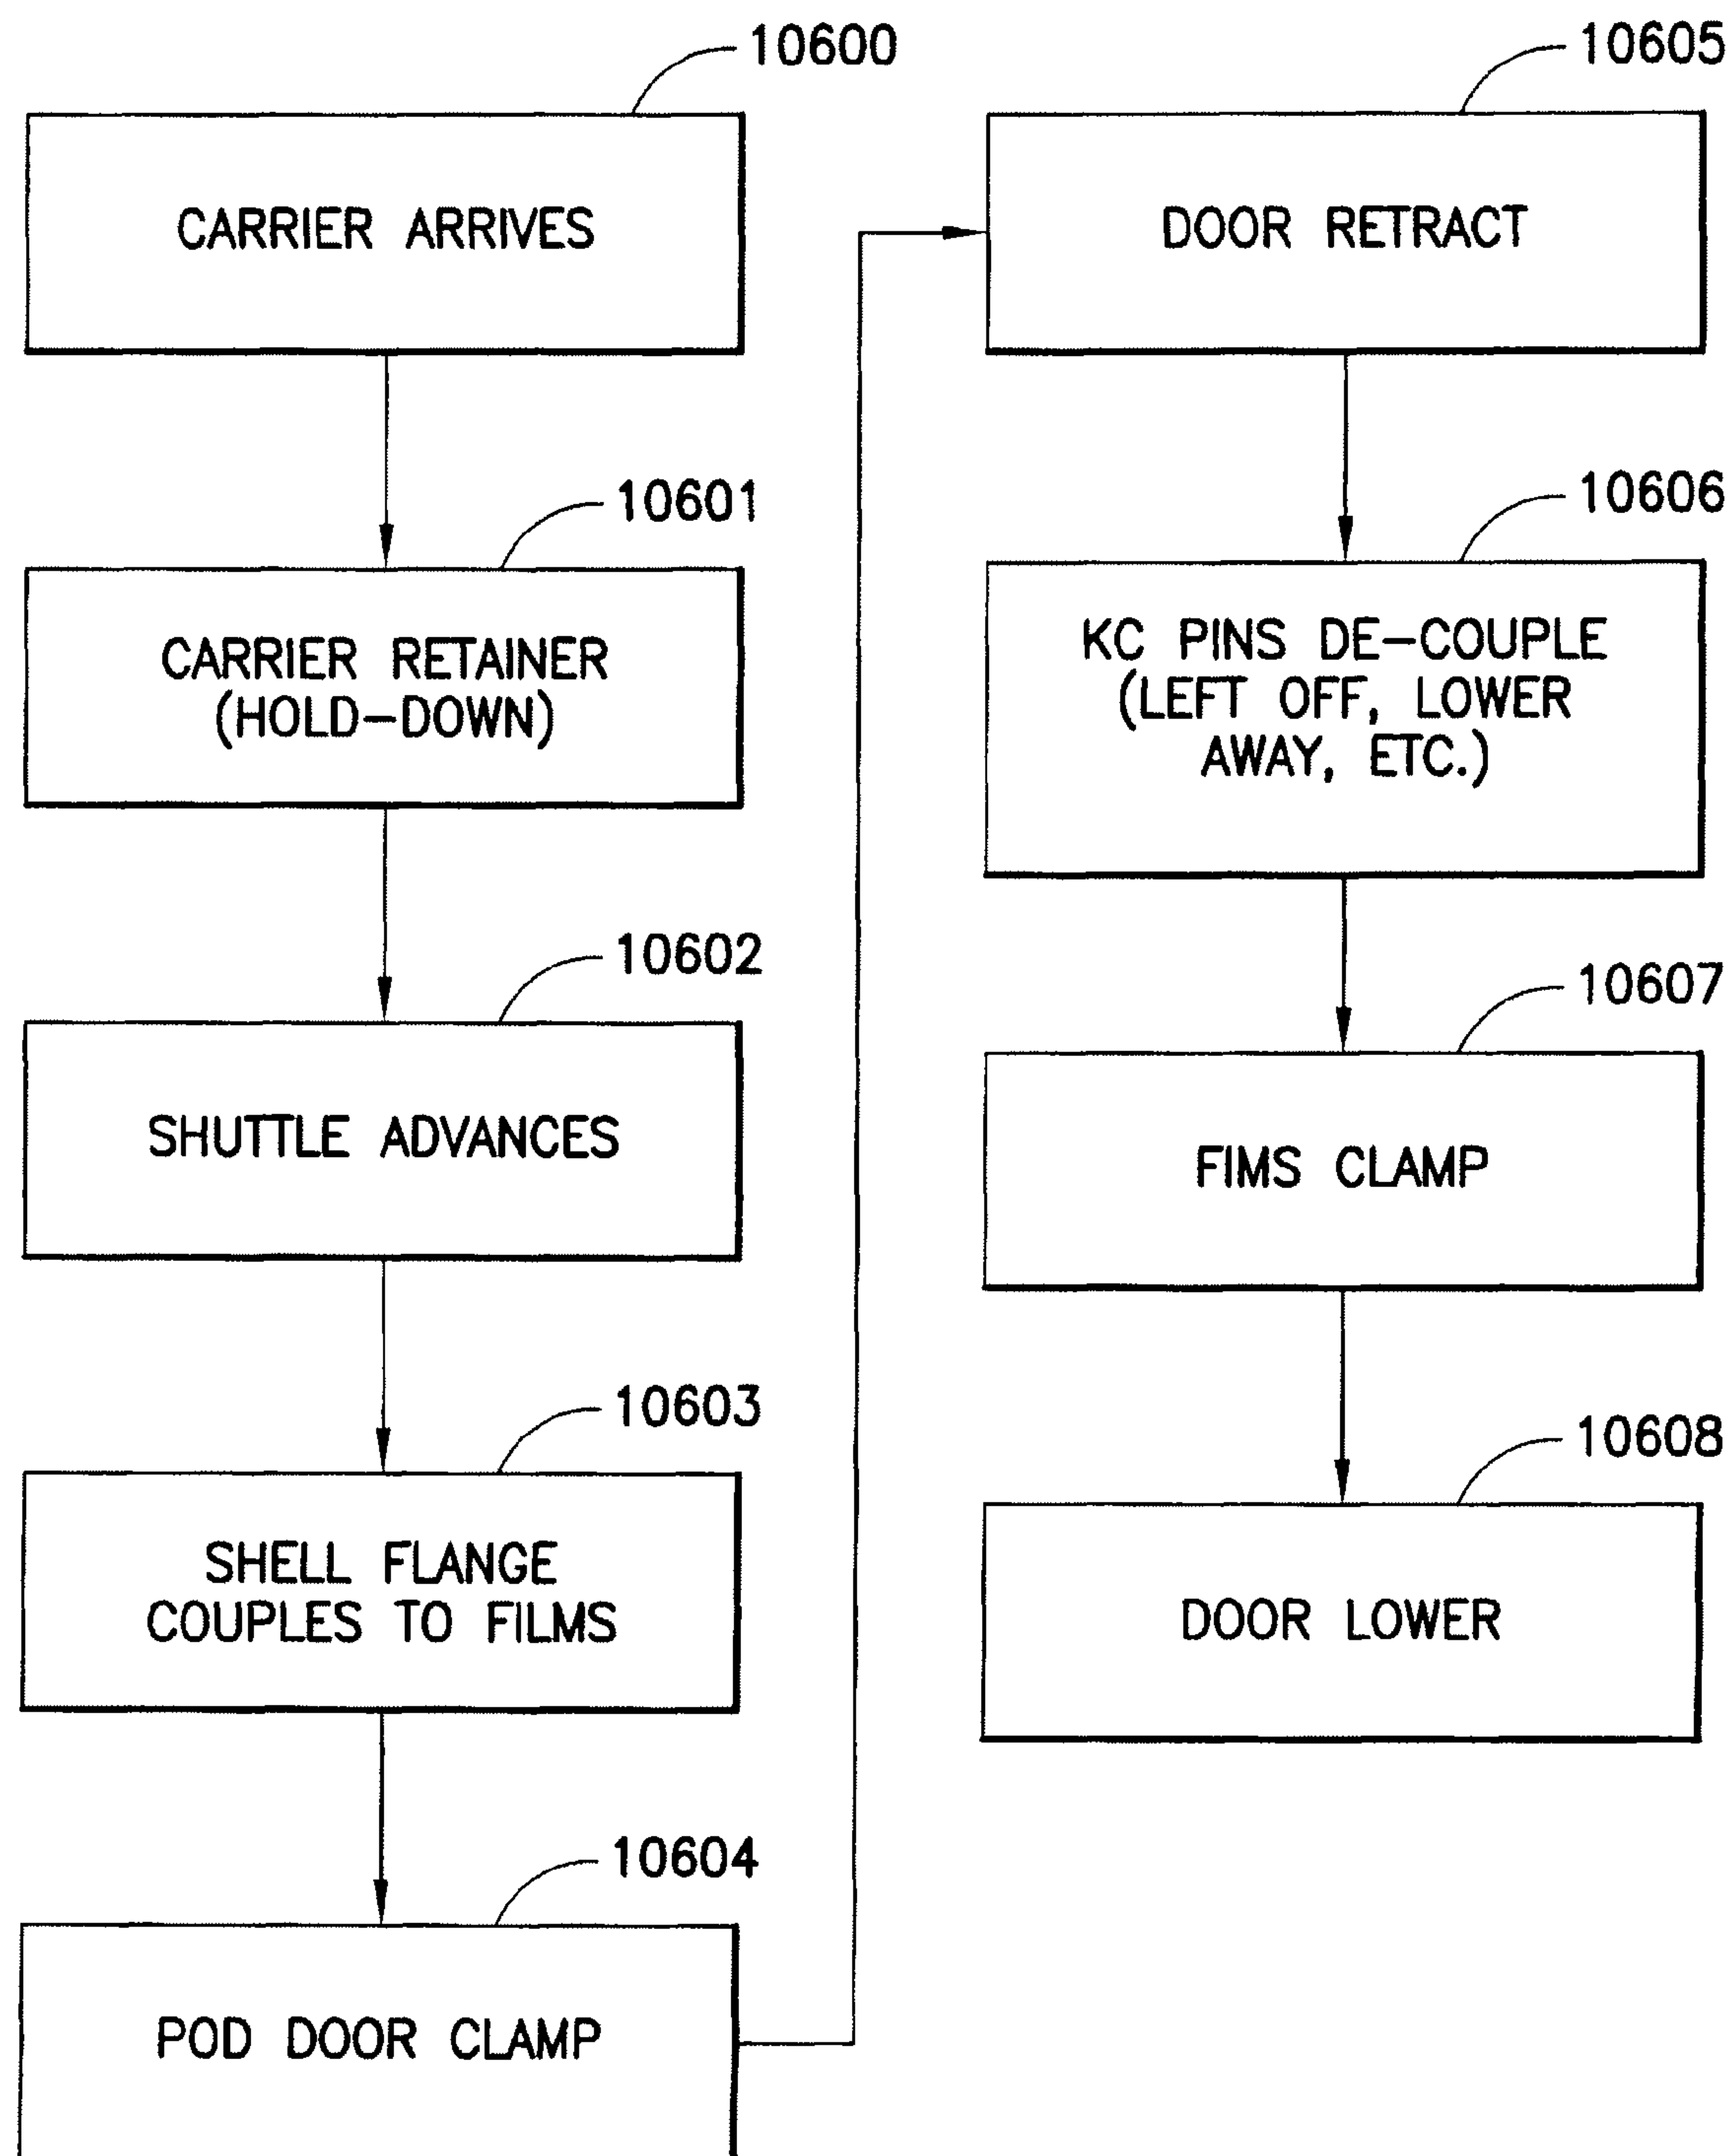 10600
CARRIER ARRIVES
10601
CARRIER RETAINER
(HOLD-DOWN)
10602
SHUTTLE ADVANCES
10603
SHELL FLANGE
COUPLES TO FILMS
10604
POD DOOR CLAMP
10605
DOOR RETRACT
10606
KC PINS DE-COUPLE
(LEFT OFF, LOWER
AWAY, ETC.)
10607
FIMS CLAMP
10608
DOOR LOWER